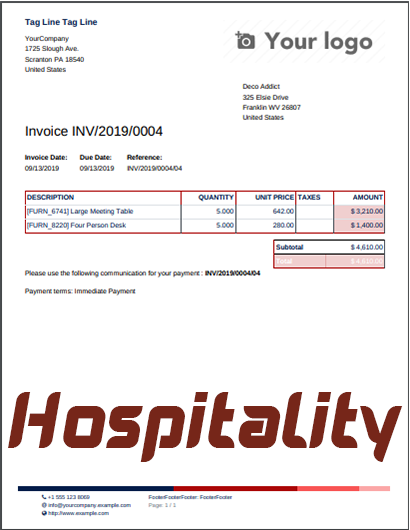 Tag Line Tag Line
Your logo
YourCompany
1725 Slough Ave.
Scranton PA 18540
United States
Deco Addict
325 Elsie Drive
Franklin WV 26807
United States
Invoice INV/2019/0004
Invoice Date: Due Date: Reference:
09/13/2019 09/13/2019 INV/2019/0004/04
DESCRIPTION QUANTITY UNIT PRICE TAXES AMOUNT
[FURN_6741] Large Meeting Table 5.000 642.00 $ 3,210.00
[FURN_8220] Four Person Desk 5.000 280.00 $ 1,400.00
Subtotal $ 4,610.00
Total $ 4,610.00
Please use the following communication for your payment : INV/2019/0004/04
Payment terms: Immediate Payment
Hospitality
+1 555 123 8069 FooterFooterFooter :FooterFooter
info@yourcompany.example.com Page: 1 / 1
http://www.example.com